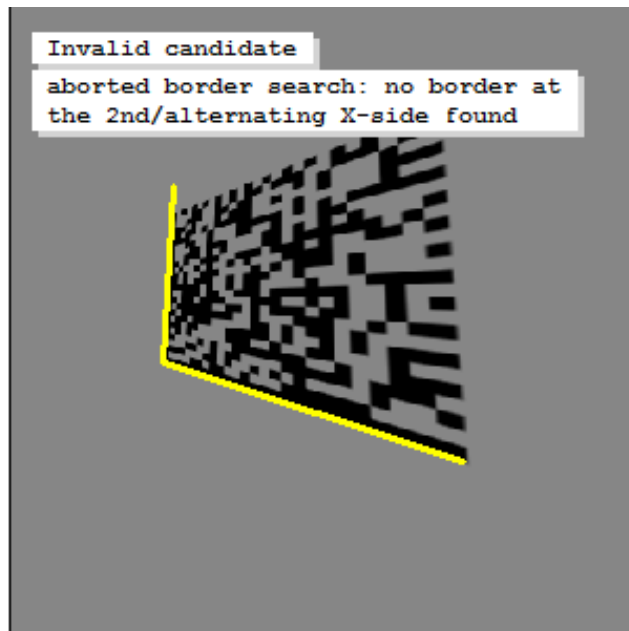 Invalid candidate
aborted border search: no border at
the 2nd/alternating X-side found